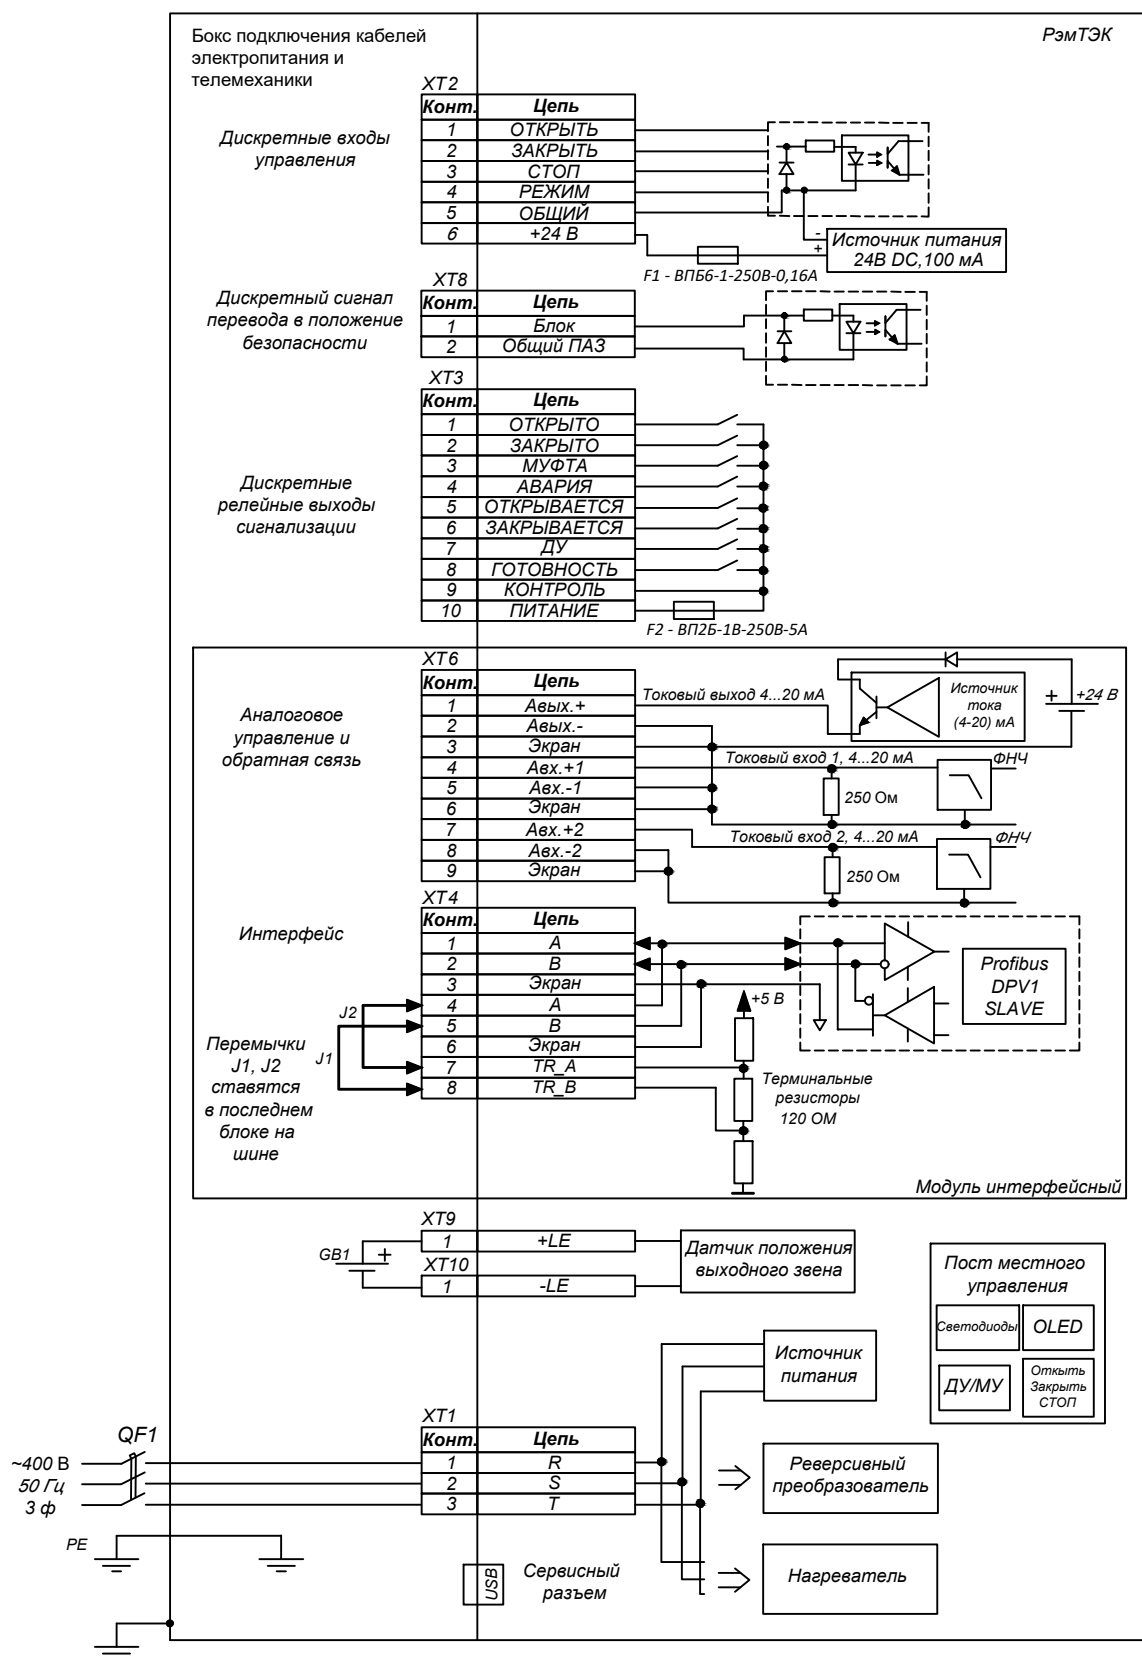 Бокс подключения кабелей
электропитания и
телемеханики
РэмТЭК
XT2
Конт. Цепь
Дискретные входы
управления
1 ОТКРЫТЬ
2 ЗАКРЫТЬ
3 СТОП
4 РЕЖИМ
5 ОБЩИЙ
6 +24 В
-
+
Источник питания
24В DC,100 мА
F1 - ВПБ6-1-250В-0,16А
XT8
Конт. Цепь
Дискретный сигнал
перевода в положение
безопасности
1 Блок
2 Общий ПАЗ
XT3
Конт. Цепь
1 ОТКРЫТО
2 ЗАКРЫТО
3 МУФТА
4 АВАРИЯ
5 ОТКРЫВАЕТСЯ
6 ЗАКРЫВАЕТСЯ
7 ДУ
8 ГОТОВНОСТЬ
9 КОНТРОЛЬ
10 ПИТАНИЕ
Дискретные
релейные выходы
сигнализации
F2 - ВП2Б-1В-250В-5А
XT6
Конт. Цепь
1 Авых.+
2 Авых.-
3 Экран
4 Авх.+1
5 Авх.-1
6 Экран
7 Авх.+2
8 Авх.-2
9 Экран
Аналоговое
управление и
обратная связь
Токовый выход 4...20 мА
Источник
тока
(4-20) мА
+ +24 В
Токовый вход 1, 4...20 мА
ФНЧ
250 Ом
Токовый вход 2, 4...20 мА
ФНЧ
250 Ом
XT4
Конт. Цепь
Интерфейс
1 A
2 B
3 Экран
4 A
5 B
6 Экран
7 TR_A
8 TR_B
J2
J1
Перемычки
J1, J2
ставятся
в последнем
блоке на
шине
+5 В
Терминальные
резисторы
120 ОМ
Profibus
DPV1
SLAVE
Модуль интерфейсный
XT9
1 +LE
XT10
1 -LE
GB1 +
Датчик положения
выходного звена
Пост местного
управления
Светодиоды
OLED
ДУ/МУ
Откыть
Закрыть
СТОП
Источник
питания
XT1
Конт. Цепь
1 R
2 S
3 T
QF1
~400 В
50 Гц
3 ф
Реверсивный
преобразователь
PE
USB
Сервисный
разъем
Нагреватель